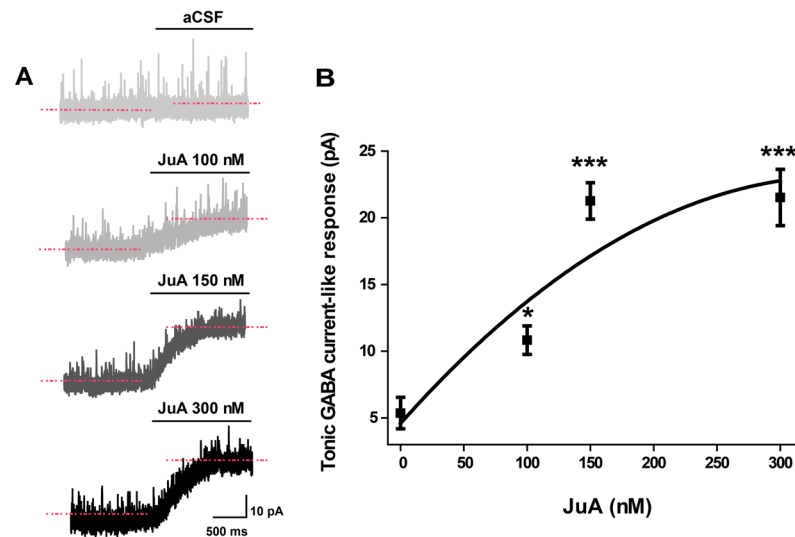 A
aCSF
JuA 100 nM
JuA 150 nM
JuA 300 nM
10 pA
500 ms
B
Tonic GABA current-like response (pA)
25
20
15
10
5
***
***
*
0 50 100 150 200 250 300
JuA (nM)